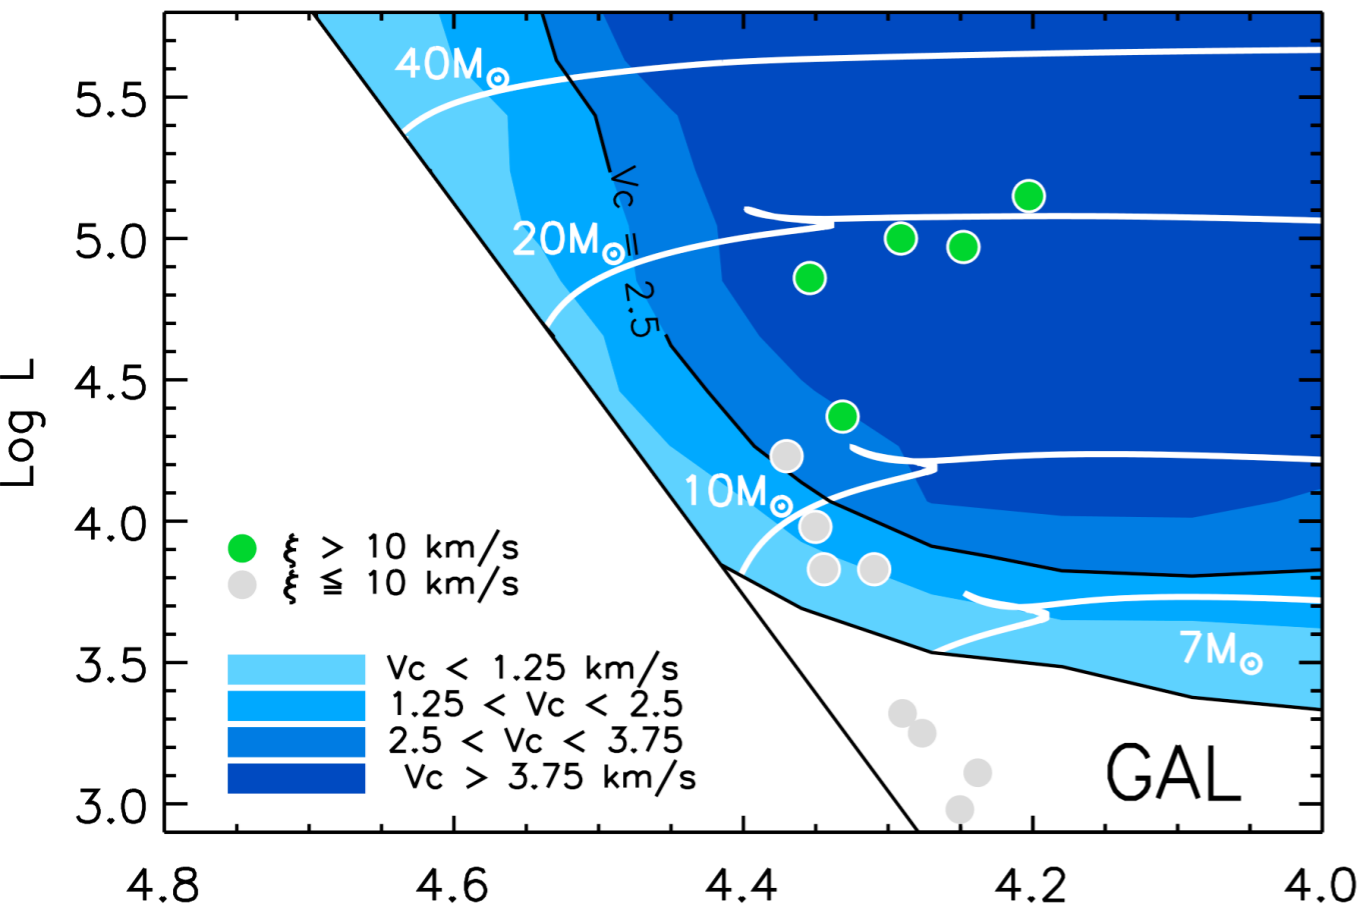 5.5
5.0
4.5
4.0
3.5
3.0
Log L
40M☉
20M☉
Vc = 2.5
10M☉
7M☉
ξ > 10 km/s
ξ ≦ 10 km/s
Vc < 1.25 km/s
1.25 < Vc < 2.5
2.5 < Vc < 3.75
Vc > 3.75 km/s
GAL
4.8 4.6 4.4 4.2 4.0